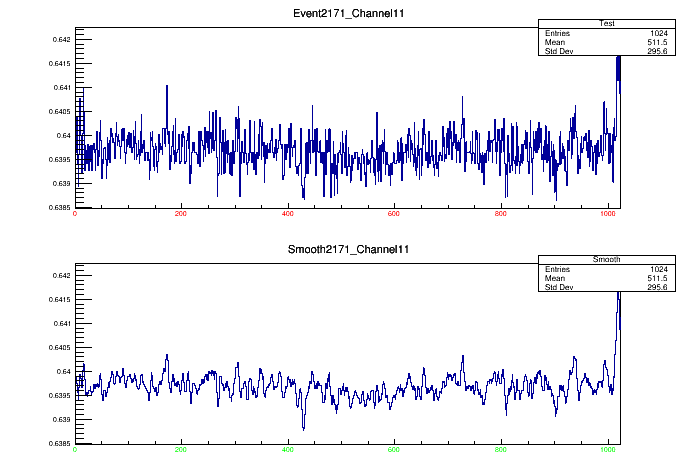 Event2171_Channel11
Test
Entries 1024
Mean 511.5
Std Dev 295.6
0.642
0.6415
0.641
0.6405
0.64
0.6395
0.639
0.6385
0 200 400 600 800 1000
Smooth2171_Channel11
Smooth
Entries 1024
Mean 511.5
Std Dev 295.6
0.642
0.6415
0.641
0.6405
0.64
0.6395
0.639
0.6385
0 200 400 600 800 1000